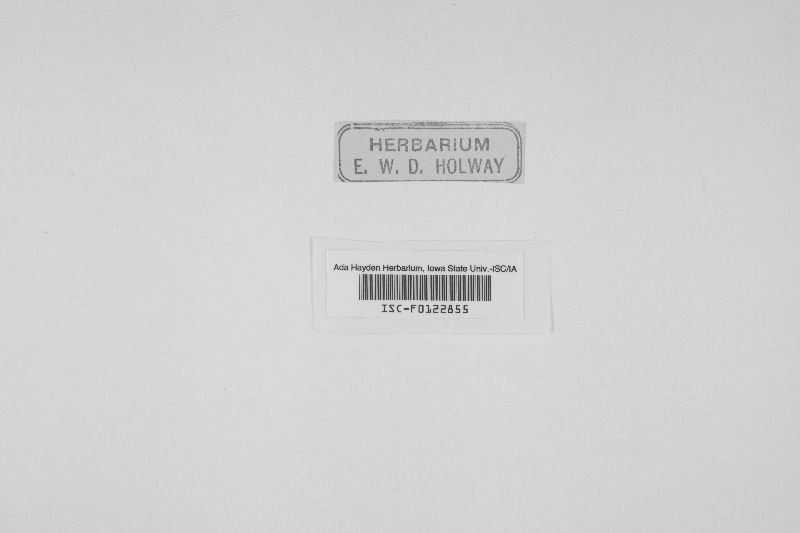 HERBARIUM
E. W. D. HOLWAY
Ada Hayden Herbarium, Iowa State Univ.-ISC/IA
ISC-F0122855